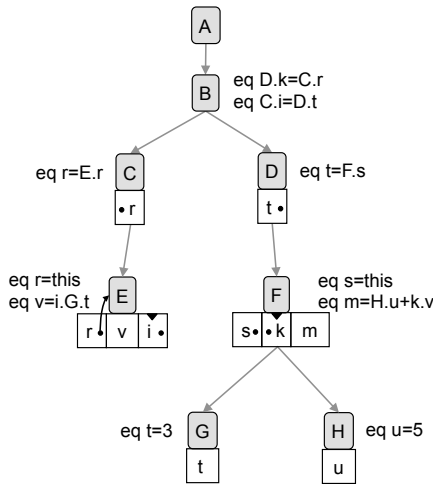 A
B
eq D.k=C.r
eq C.i=D.t
eq r=E.r
C
r
D
t
eq t=F.s
eq r=this
eq v=i.G.t
E
r v i
F
s k m
eq s=this
eq m=H.u+k.v
eq t=3
G
t
H
u
eq u=5